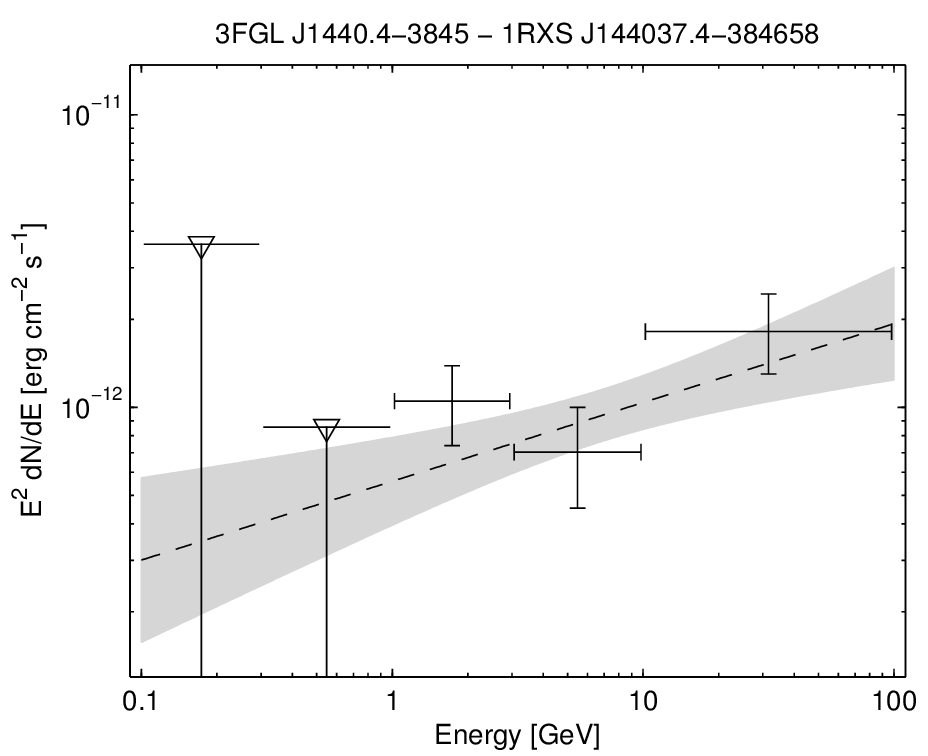 3FGL J1440.4−3845 − 1RXS J144037.4−384658
10⁻¹¹
10⁻¹²
E² dN/dE [erg cm⁻² s⁻¹]
0.1 1 10 100
Energy [GeV]